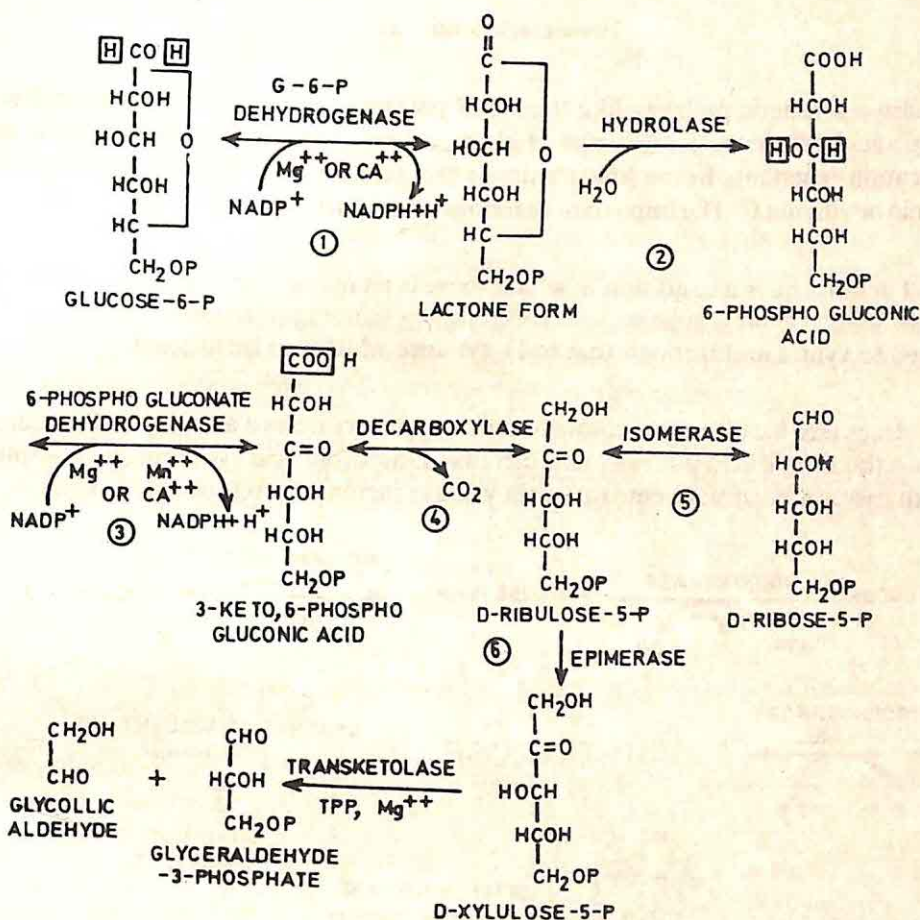 H CO H
HCOH
HOCH
HCOH
HC
O
CH2OP
GLUCOSE-6-P
G-6-P
DEHYDROGENASE
Mg++ OR CA++
NADP+
NADPH+H+
1
O
C
HCOH
HOCH
HCOH
HC
O
CH2OP
LACTONE FORM
HYDROLASE
H2O
2
COOH
HCOH
H OC H
HCOH
HCOH
CH2OP
6-PHOSPHO GLUCONIC
ACID
6-PHOSPHO GLUCONATE
DEHYDROGENASE
Mg++ Mn++
OR CA++
NADP+
NADPH+H+
3
COO H
HCOH
C=O
HCOH
HCOH
CH2OP
3-KETO,6-PHOSPHO
GLUCONIC ACID
DECARBOXYLASE
CO2
4
CH2OH
C=O
HCOH
HCOH
CH2OP
D-RIBULOSE-5-P
ISOMERASE
5
CHO
HCOH
HCOH
HCOH
CH2OP
D-RIBOSE-5-P
6
EPIMERASE
CH2OH
C=O
HOCH
HCOH
CH2OP
D-XYLULOSE-5-P
TRANSKETOLASE
TPP, Mg++
CH2OH
CHO
GLYCOLLIC
ALDEHYDE
+
CHO
HCOH
CH2OP
GLYCERALDEHYDE
-3-PHOSPHATE